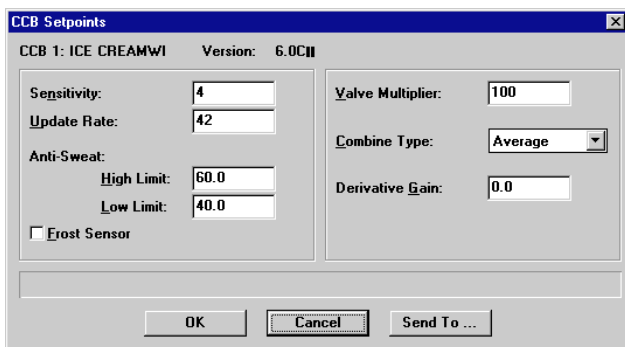 CCB Setpoints
CCB 1: ICE CREAMWI Version: 6.0CII
Sensitivity: 4
Update Rate: 42
Anti-Sweat:
High Limit: 60.0
Low Limit: 40.0
Frost Sensor
Valve Multiplier: 100
Combine Type: Average
Derivative Gain: 0.0
OK Cancel Send To ...